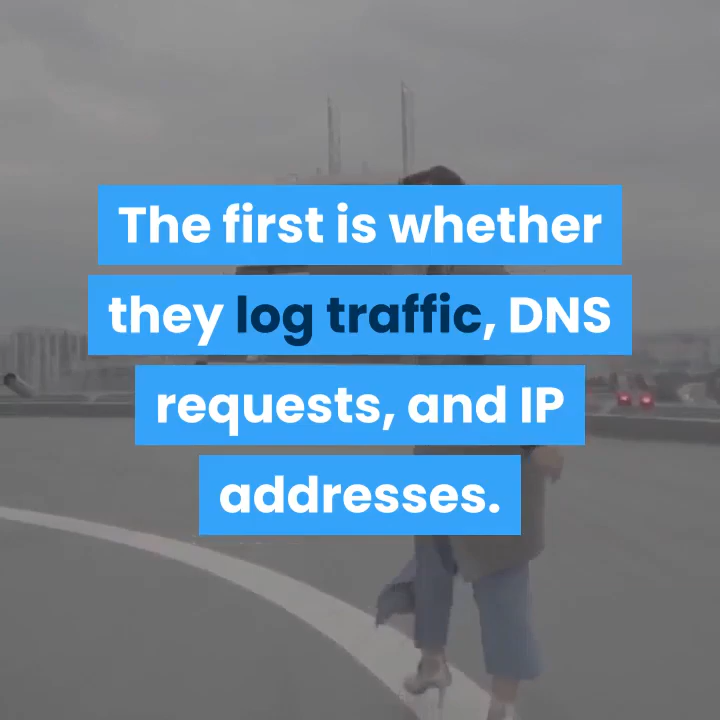 The first is whether
they log traffic, DNS
requests, and IP
addresses.